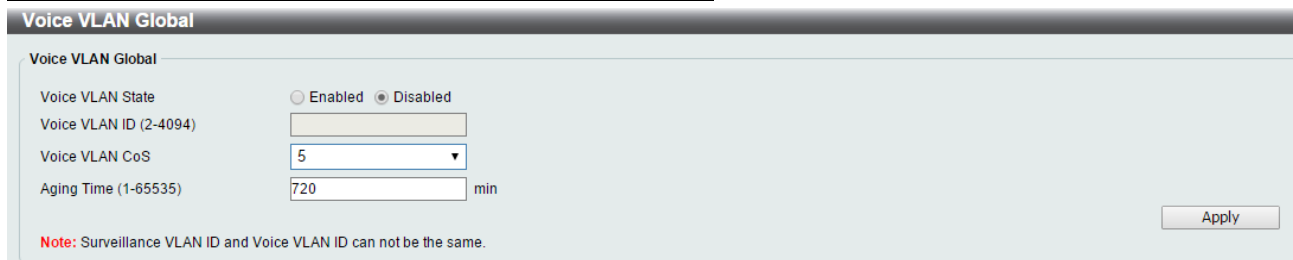 Voice VLAN Global
Voice VLAN Global
Voice VLAN State Enabled Disabled
Voice VLAN ID (2-4094)
Voice VLAN CoS 5
Aging Time (1-65535) 720 min
Apply
Note: Surveillance VLAN ID and Voice VLAN ID can not be the same.